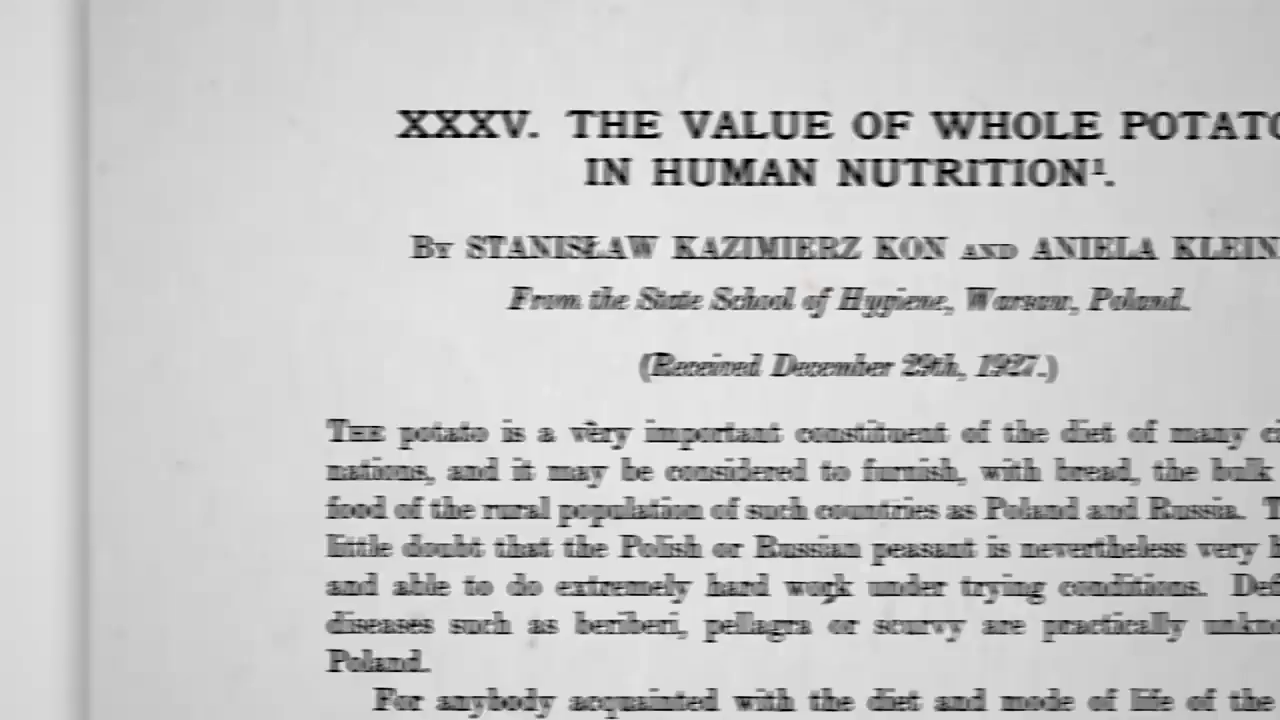 XXXV. THE VALUE OF WHOLE POTATO
IN HUMAN NUTRITION¹.
By STANISŁAW KAZIMIERZ KON AND ANIELA KLEIN
From the State School of Hygiene, Warsaw, Poland.
(Received December 29th, 1927.)
THE potato is a very important constituent of the diet of many
nations, and it may be considered to furnish, with bread, the bulk
food of the rural population of such countries as Poland and Russia.
little doubt that the Polish or Russian peasant is nevertheless very
and able to do extremely hard work under trying conditions.
diseases such as beriberi, pellagra or scurvy are practically
Poland.
For anybody acquainted with the diet and mode of life of the